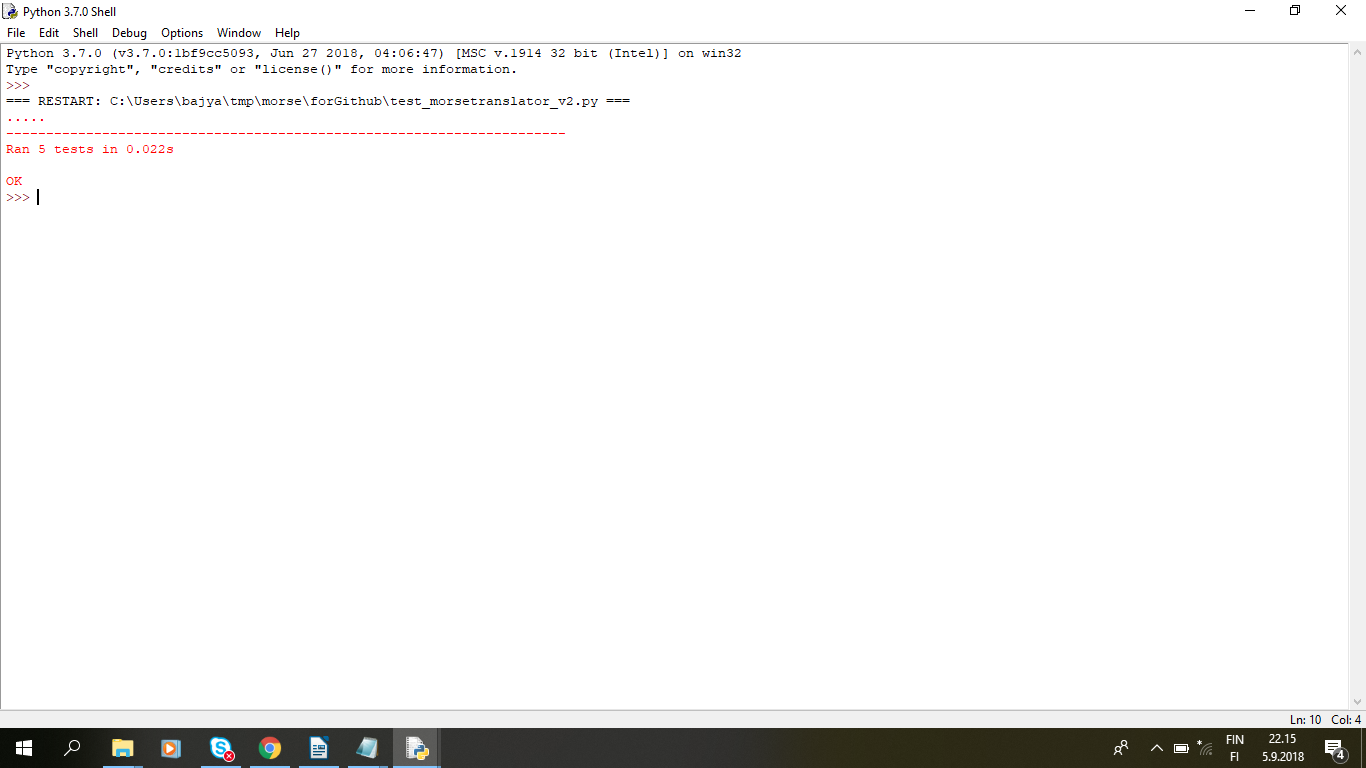 Python 3.7.0 Shell
File Edit Shell Debug Options Window Help
Python 3.7.0 (v3.7.0:1bf9cc5093, Jun 27 2018, 04:06:47) [MSC v.1914 32 bit (Intel)] on win32
Type "copyright", "credits" or "license()" for more information.
>>>
=== RESTART: C:\Users\bajya\tmp\morse\forGithub\test_morsetranslator_v2.py ===
.....
----------------------------------------------------------------------
Ran 5 tests in 0.022s
OK
>>>
Ln: 10 Col: 4
FIN 22.15
FI 5.9.2018 4